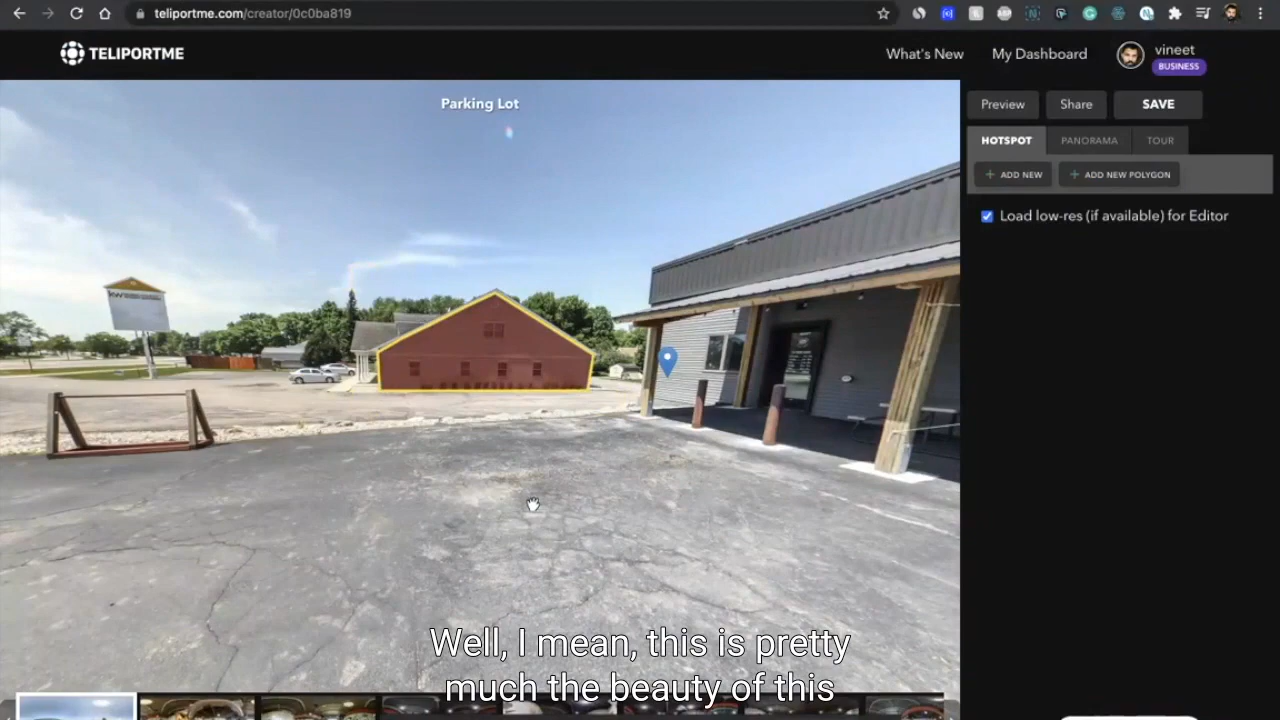 teliportme.com/creator/0c0ba819
TELIPORTME
What's New
My Dashboard
vineet
BUSINESS
Parking Lot
Preview
Share
SAVE
HOTSPOT
PANORAMA
TOUR
+ ADD NEW
+ ADD NEW POLYGON
Load low-res (if available) for Editor
kw
Well, I mean, this is pretty
much the beauty of this